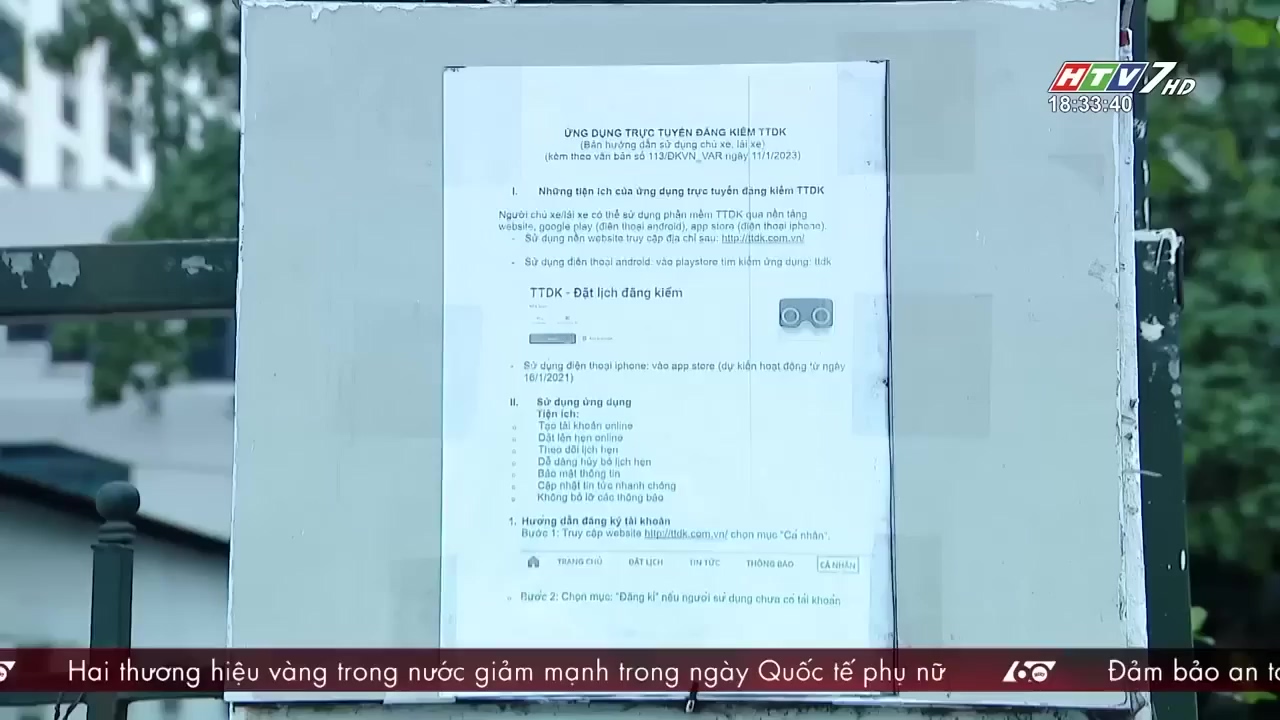 HTV7 HD
18:33:40
ỨNG DỤNG TRỰC TUYẾN ĐĂNG KIỂM TTDK
(Bản hướng dẫn sử dụng chủ xe, lái xe)
(kèm theo văn bản số 113/ĐKVN_VAR ngày 11/1/2023)
I. Những tiện ích của ứng dụng trực tuyến đăng kiểm TTDK
Người chủ xe/lái xe có thể sử dụng phần mềm TTDK qua nền tảng
website, google play (điện thoại android), app store (điện thoại iphone).
- Sử dụng nền website truy cập địa chỉ sau: http://ttdk.com.vn/
- Sử dụng điện thoại android: vào playstore tìm kiếm ứng dụng: ttdk
TTDK - Đặt lịch đăng kiểm
- Sử dụng điện thoại iphone: vào app store (dự kiến hoạt động từ ngày
16/1/2021)
II. Sử dụng ứng dụng
Tiện ích:
Tạo tài khoản online
Đặt lên hẹn online
Theo dõi lịch hẹn
Dễ dàng hủy bỏ lịch hẹn
Bảo mật thông tin
Cập nhật tin tức nhanh chóng
Không bỏ lỡ các thông báo
1. Hướng dẫn đăng ký tài khoản
Bước 1: Truy cập website http://ttdk.com.vn/ chọn mục "Cá nhân".
TRANG CHỦ ĐẶT LỊCH TIN TỨC THÔNG BÁO CÁ NHÂN
Bước 2: Chọn mục: "Đăng kí" nếu người sử dụng chưa có tài khoản
Hai thương hiệu vàng trong nước giảm mạnh trong ngày Quốc tế phụ nữ 60 giây Đảm bảo an